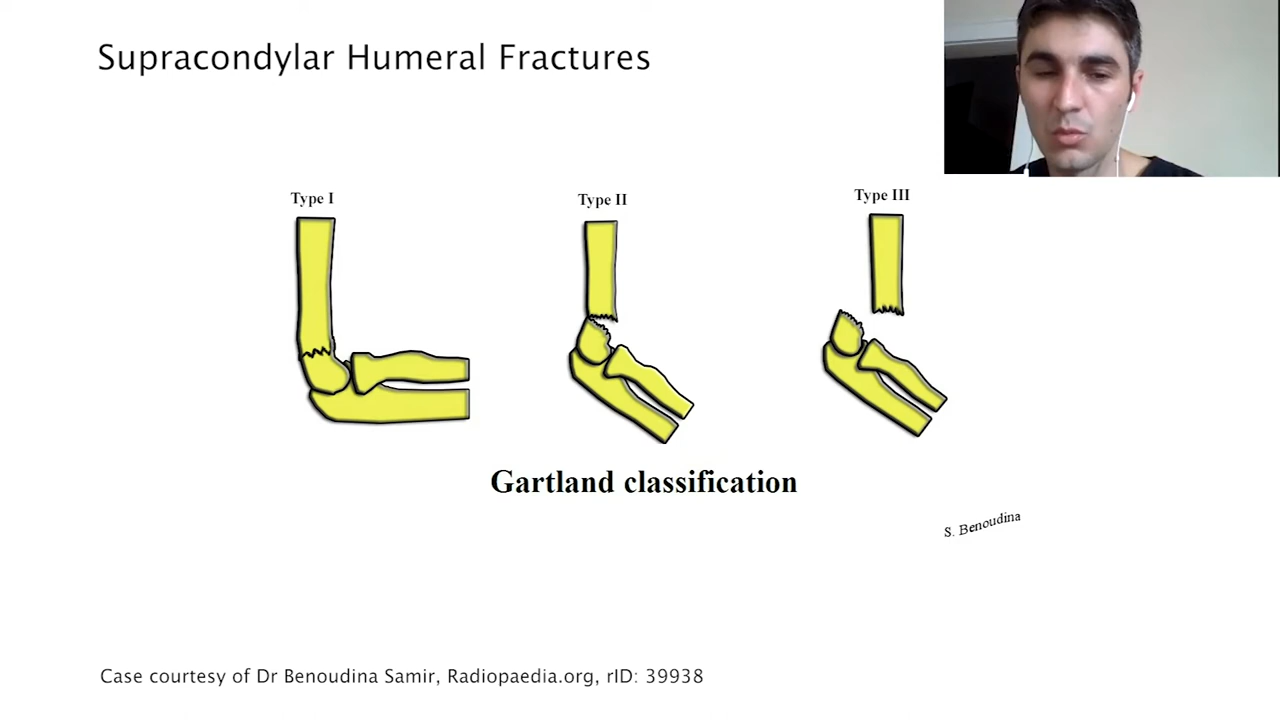 Supracondylar Humeral Fractures
Type I
Type II
Type III
Gartland classification
S. Benoudina
Case courtesy of Dr Benoudina Samir, Radiopaedia.org, rID: 39938